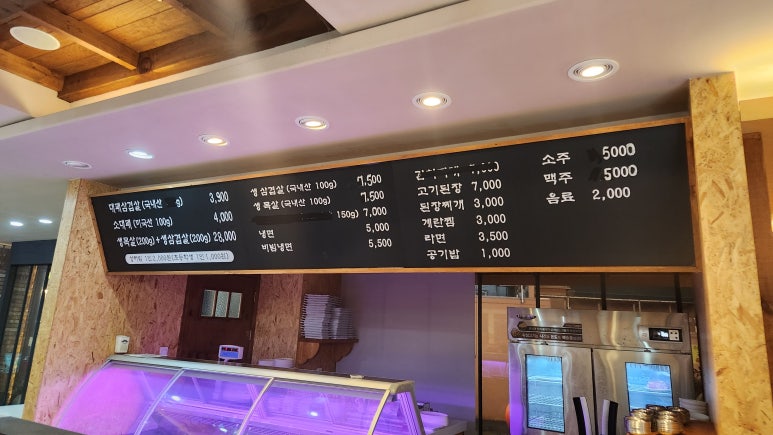 대패삼겹살 (국내산 g) 3,900
소대패 (미국산 100g) 4,000
생목살(200g)+생삼겹살(200g) 28,000
생삼겹살 (국내산 100g) 7,500
생 목살 (국내산 100g) 7,500
150g) 7,000
냉면 5,000
비빔냉면 5,500
고기된장 7,000
된장찌개 3,000
계란찜 3,000
라면 3,500
공기밥 1,000
소주 5000
맥주 5000
음료 2,000